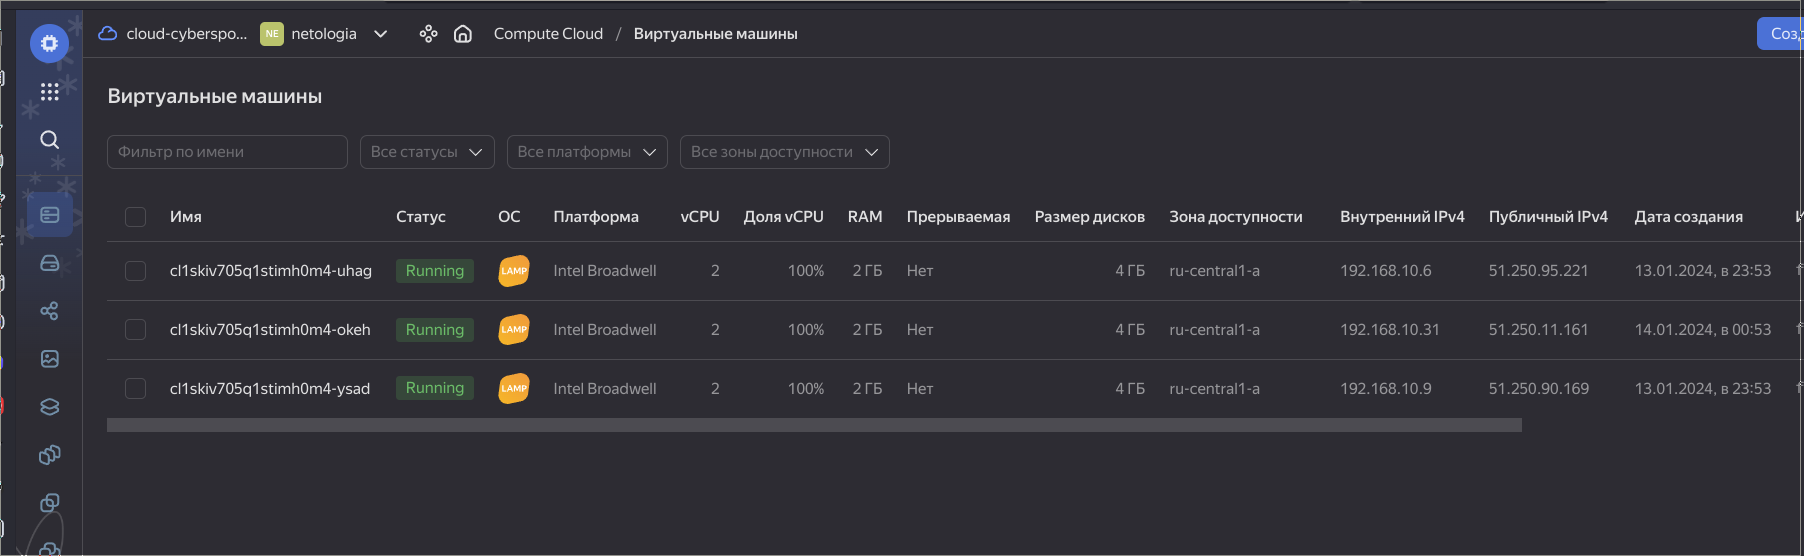 cloud-cyberspo... NE netologia Compute Cloud / Виртуальные машины
Виртуальные машины
Фильтр по имени Все статусы Все платформы Все зоны доступности
Имя Статус ОС Платформа vCPU Доля vCPU RAM Прерываемая Размер дисков Зона доступности Внутренний IPv4 Публичный IPv4 Дата создания
cl1skiv705q1stimh0m4-uhag Running LAMP Intel Broadwell 2 100% 2 ГБ Нет 4 ГБ ru-central1-a 192.168.10.6 51.250.95.221 13.01.2024, в 23:53
cl1skiv705q1stimh0m4-okeh Running LAMP Intel Broadwell 2 100% 2 ГБ Нет 4 ГБ ru-central1-a 192.168.10.31 51.250.11.161 14.01.2024, в 00:53
cl1skiv705q1stimh0m4-ysad Running LAMP Intel Broadwell 2 100% 2 ГБ Нет 4 ГБ ru-central1-a 192.168.10.9 51.250.90.169 13.01.2024, в 23:53